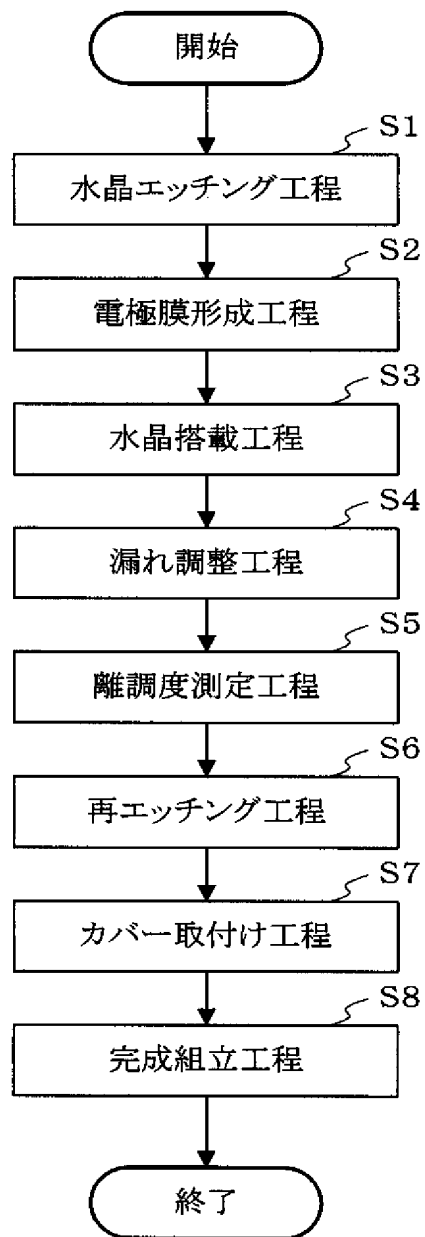 開始
S1
水晶エッチング工程
S2
電極膜形成工程
S3
水晶搭載工程
S4
漏れ調整工程
S5
離調度測定工程
S6
再エッチング工程
S7
カバー取付け工程
S8
完成組立工程
終了